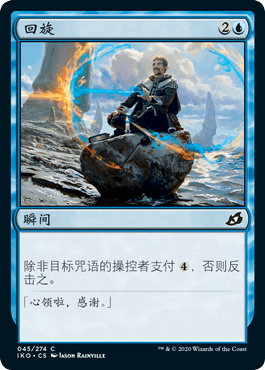 回旋 2
瞬间
除非目标咒语的操控者支付 4，否则反
击之。
「心领啦，感谢。」
045/274 C
IKO • CS JASON RAINVILLE
™ & © 2020 Wizards of the Coast